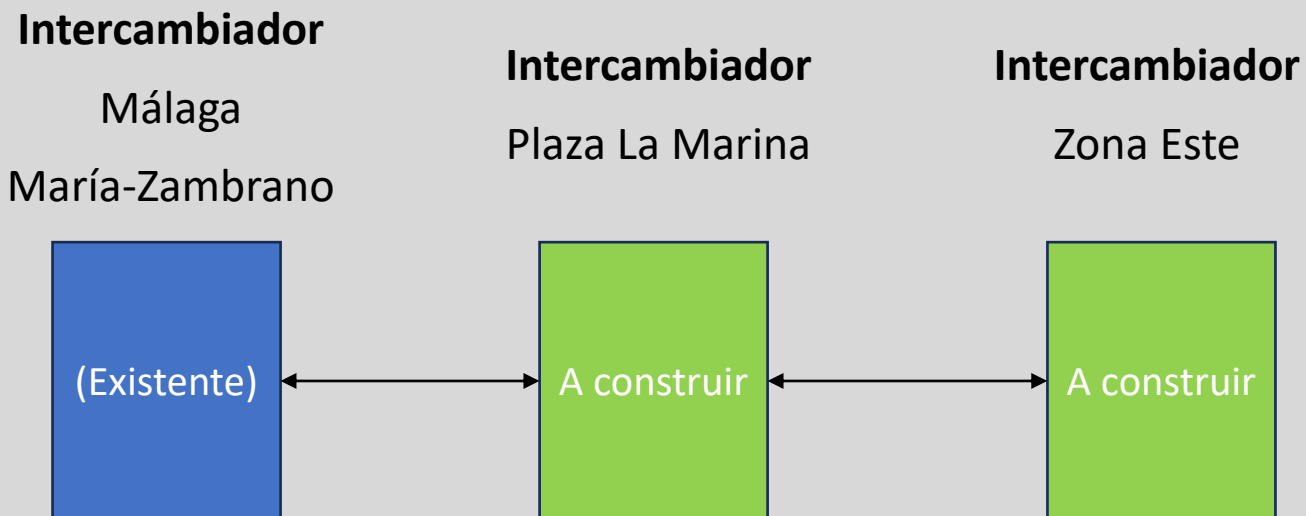 Intercambiador
Málaga
María-Zambrano
Intercambiador
Plaza La Marina
Intercambiador
Zona Este
(Existente)
A construir
A construir